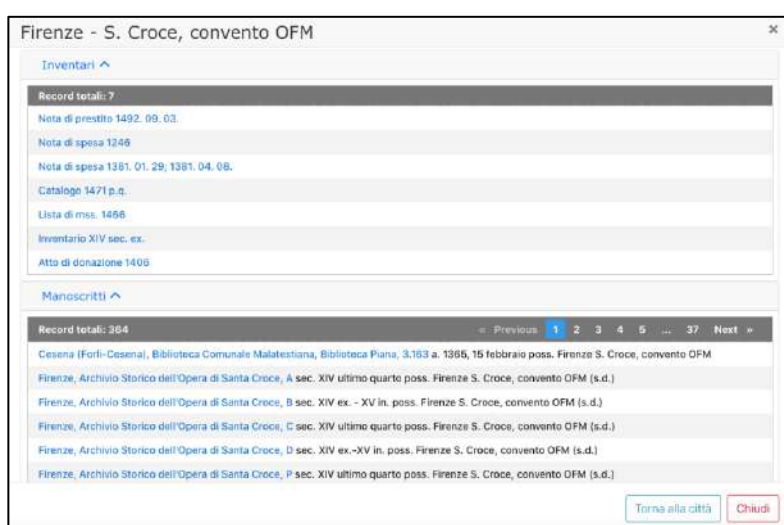 Firenze - S. Croce, convento OFM ×
Inventari
Record totali: 7
Nota di prestito 1492. 09. 03.
Nota di spesa 1246
Nota di spesa 1381. 01. 29; 1381. 04. 08.
Catalogo 1471 p.q.
Lista di mss. 1466
Inventario XIV sec. ex.
Atto di donazione 1406
Manoscritti
Record totali: 364 « Previous 1 2 3 4 5 ... 37 Next »
Cesena (Forlì-Cesena), Biblioteca Comunale Malatestiana, Biblioteca Piana, 3.163 a. 1365, 15 febbraio poss. Firenze S. Croce, convento OFM
Firenze, Archivio Storico dell'Opera di Santa Croce, A sec. XIV ultimo quarto poss. Firenze S. Croce, convento OFM (s.d.)
Firenze, Archivio Storico dell'Opera di Santa Croce, B sec. XIV ex. - XV in. poss. Firenze S. Croce, convento OFM (s.d.)
Firenze, Archivio Storico dell'Opera di Santa Croce, C sec. XIV ultimo quarto poss. Firenze S. Croce, convento OFM (s.d.)
Firenze, Archivio Storico dell'Opera di Santa Croce, D sec. XIV ex.-XV in. poss. Firenze S. Croce, convento OFM (s.d.)
Firenze, Archivio Storico dell'Opera di Santa Croce, P sec. XIV ultimo quarto poss. Firenze S. Croce, convento OFM (s.d.)
Torna alla città Chiudi